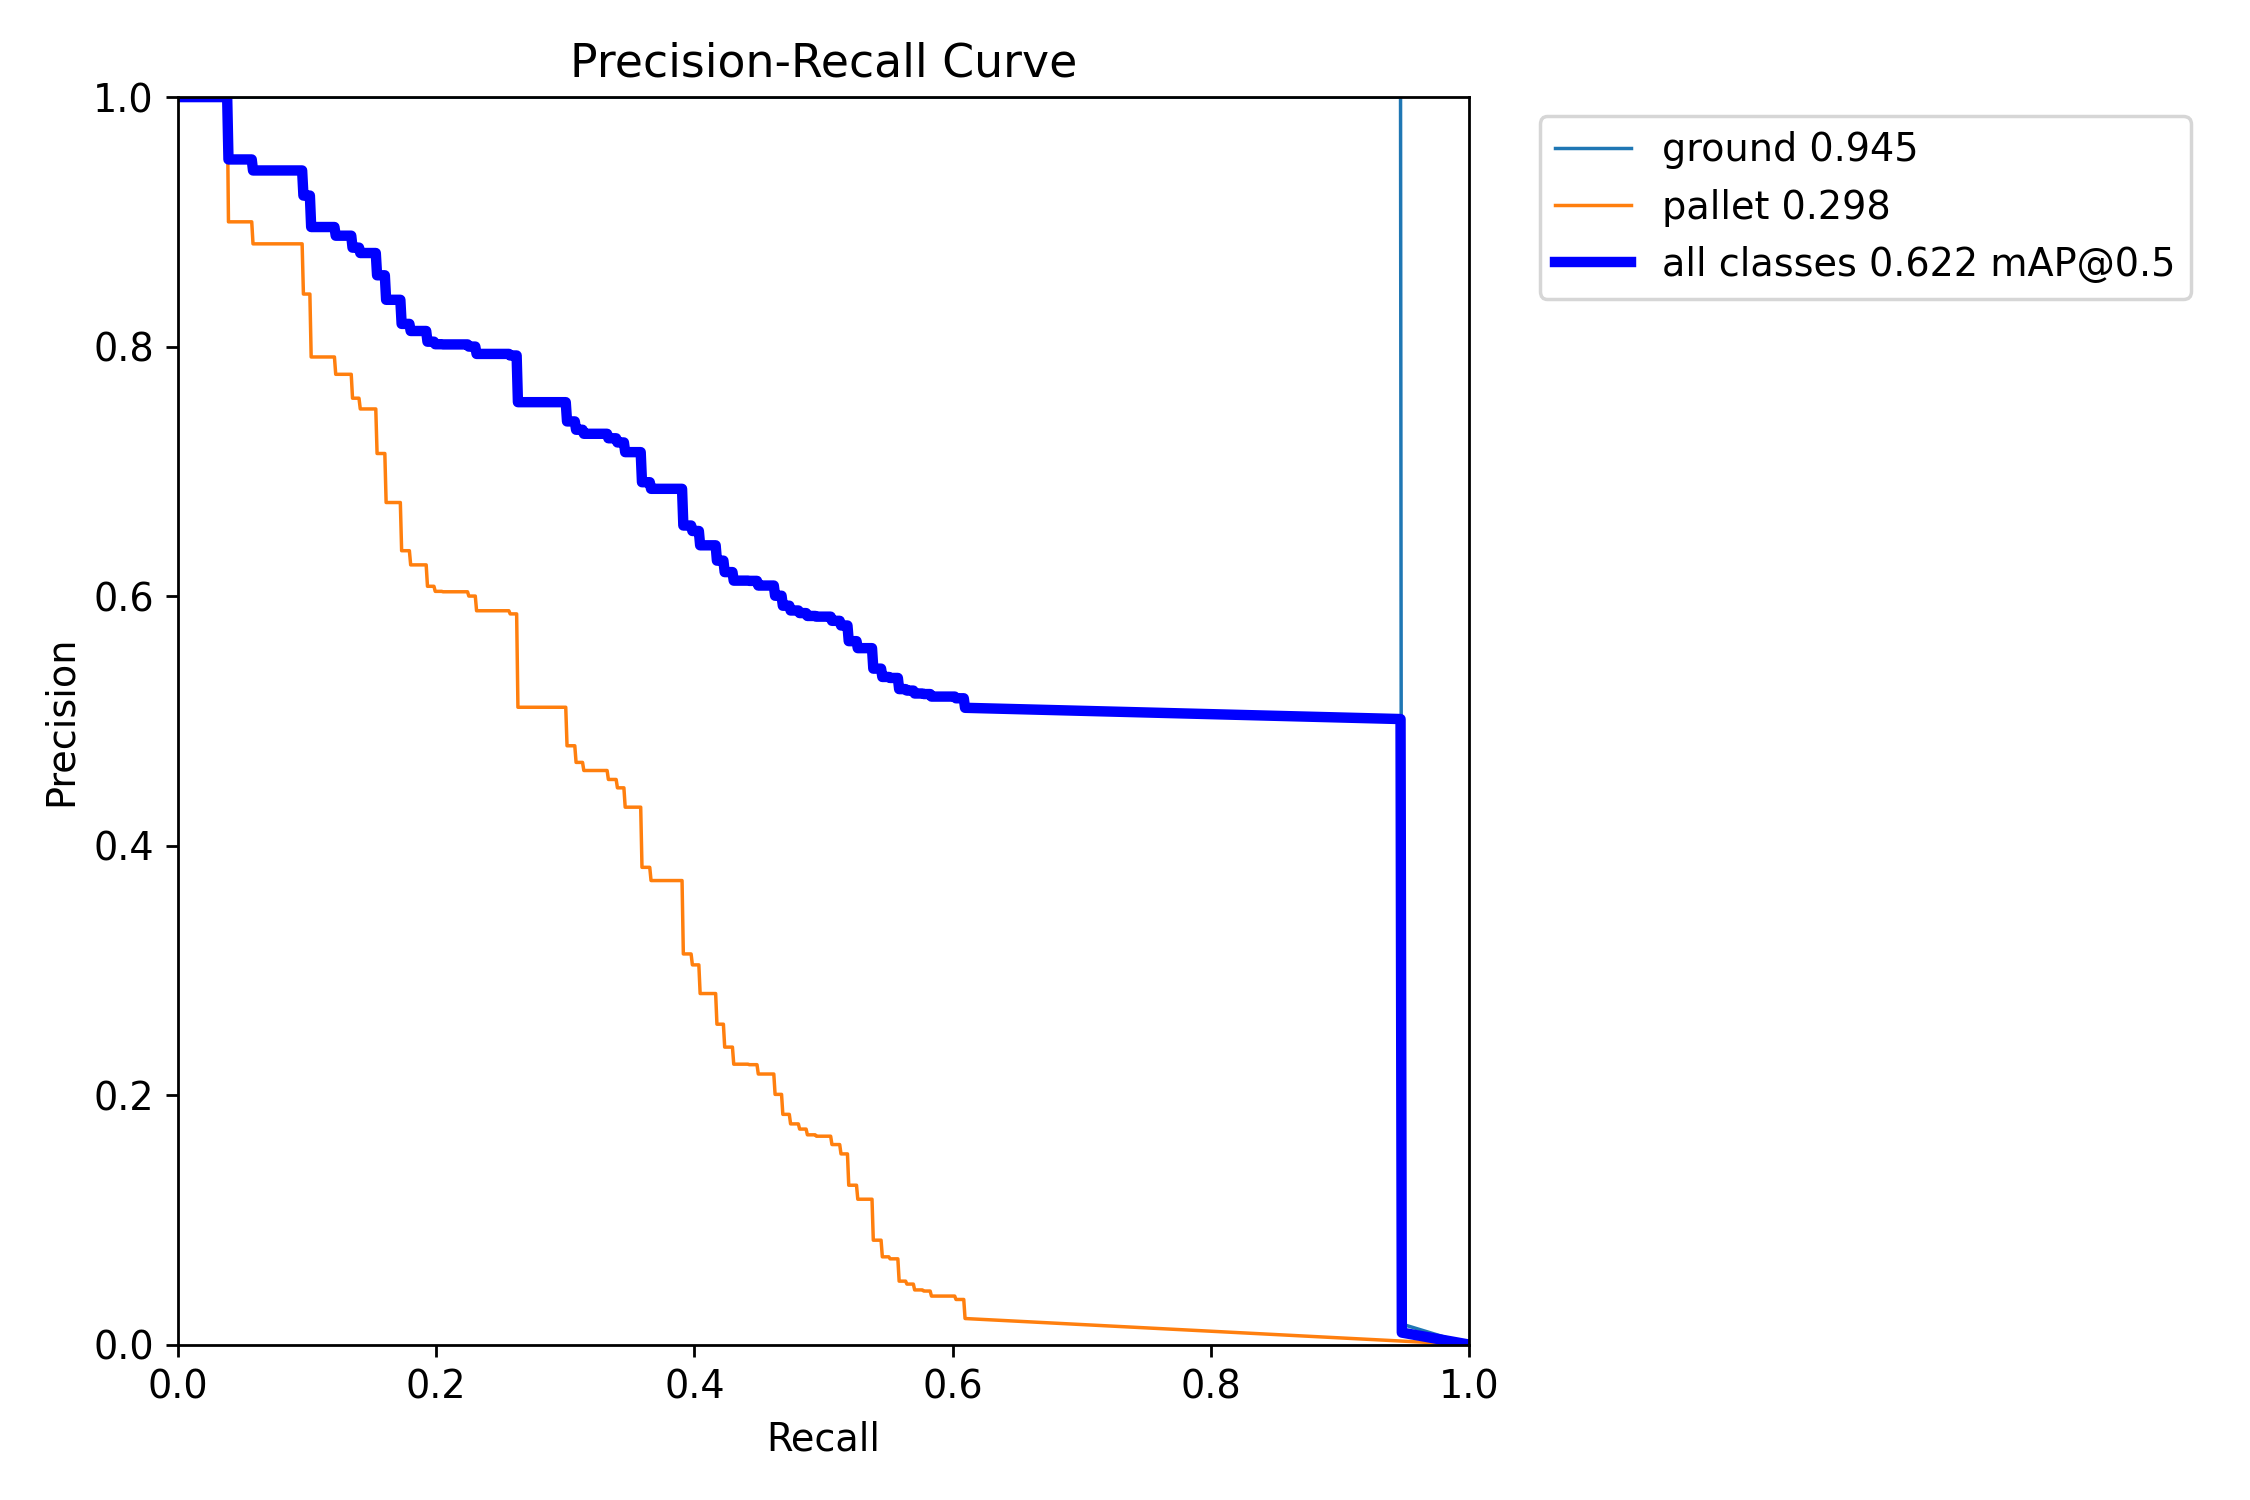 Precision-Recall Curve
1.0
0.8
0.6
0.4
0.2
0.0
Precision
0.0 0.2 0.4 0.6 0.8 1.0
Recall
ground 0.945
pallet 0.298
all classes 0.622 mAP@0.5